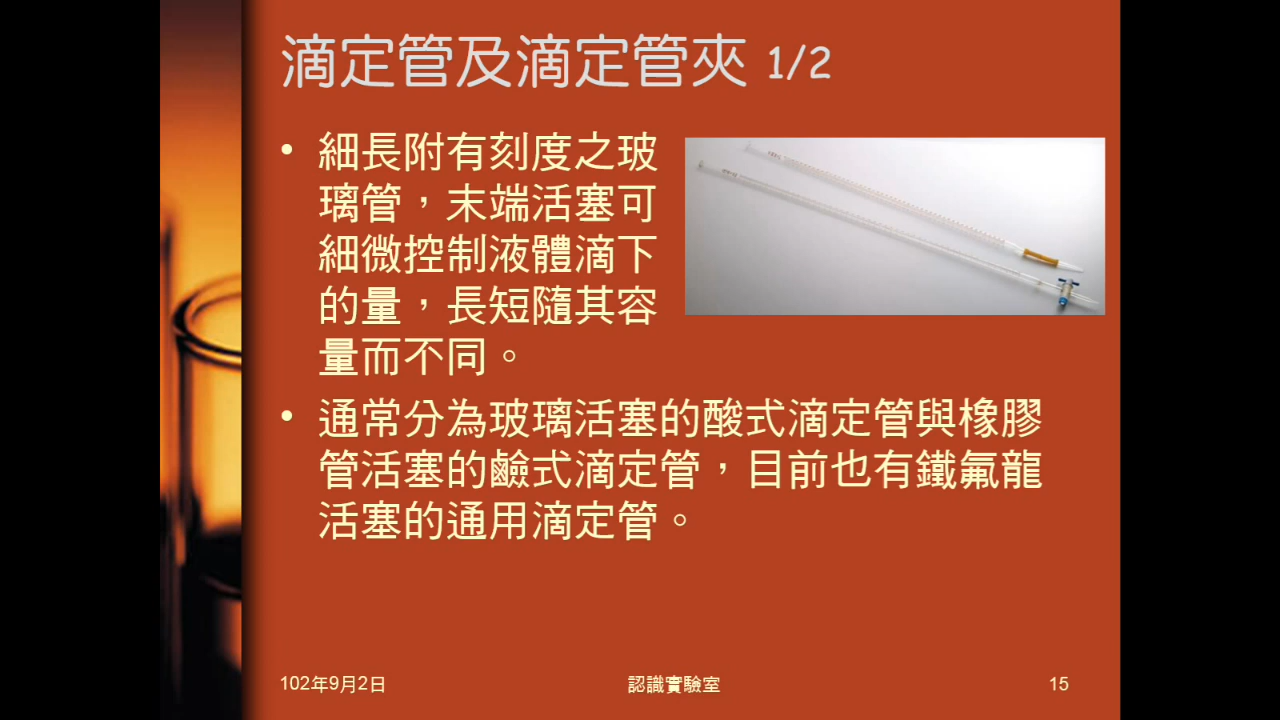 滴定管及滴定管夾 1/2
• 細長附有刻度之玻
璃管，末端活塞可
細微控制液體滴下
的量，長短隨其容
量而不同。
• 通常分為玻璃活塞的酸式滴定管與橡膠
管活塞的鹼式滴定管，目前也有鐵氟龍
活塞的通用滴定管。
102年9月2日
認識實驗室
15